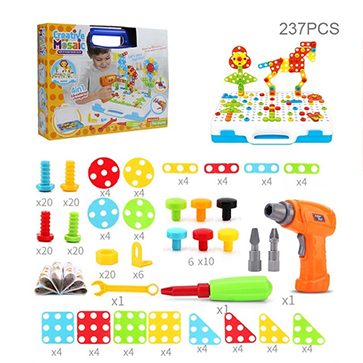 237PCS
Creative
Mosaic
4in1
x20 x20
x4 x4
x4 x4 x4 x4
x20 x20
x4 x4
6 x10
x20 x6
x1
x1
x1
x4 x4 x4 x4 x4 x4 x4 x4